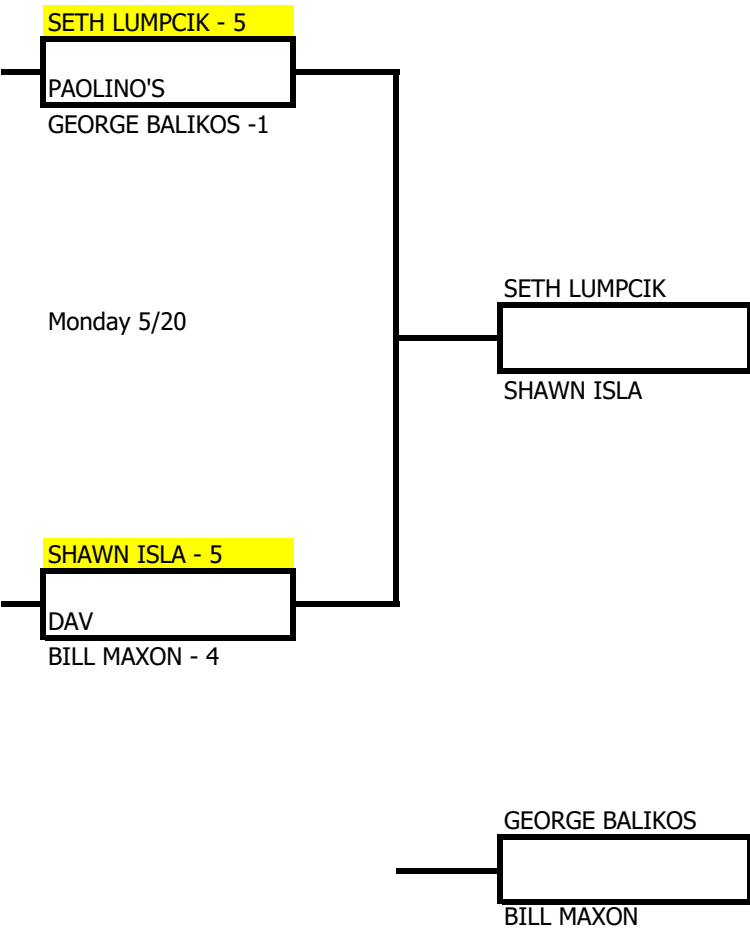 SETH LUMPCIK - 5
PAOLINO'S
GEORGE BALIKOS -1
SETH LUMPCIK
Monday 5/20
SHAWN ISLA
SHAWN ISLA - 5
DAV
BILL MAXON - 4
GEORGE BALIKOS
BILL MAXON